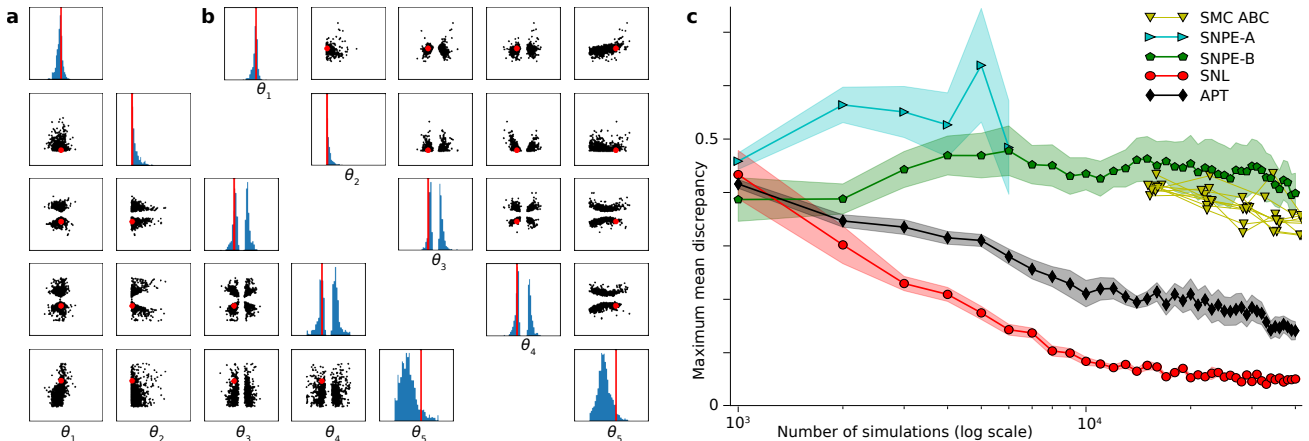 a
b
c
θ1
θ2
θ3
θ4
θ5
θ1
θ2
θ3
θ4
θ5
SMC ABC
SNPE-A
SNPE-B
SNL
APT
Maximum mean discrepancy
0.5
0
10³
10⁴
Number of simulations (log scale)